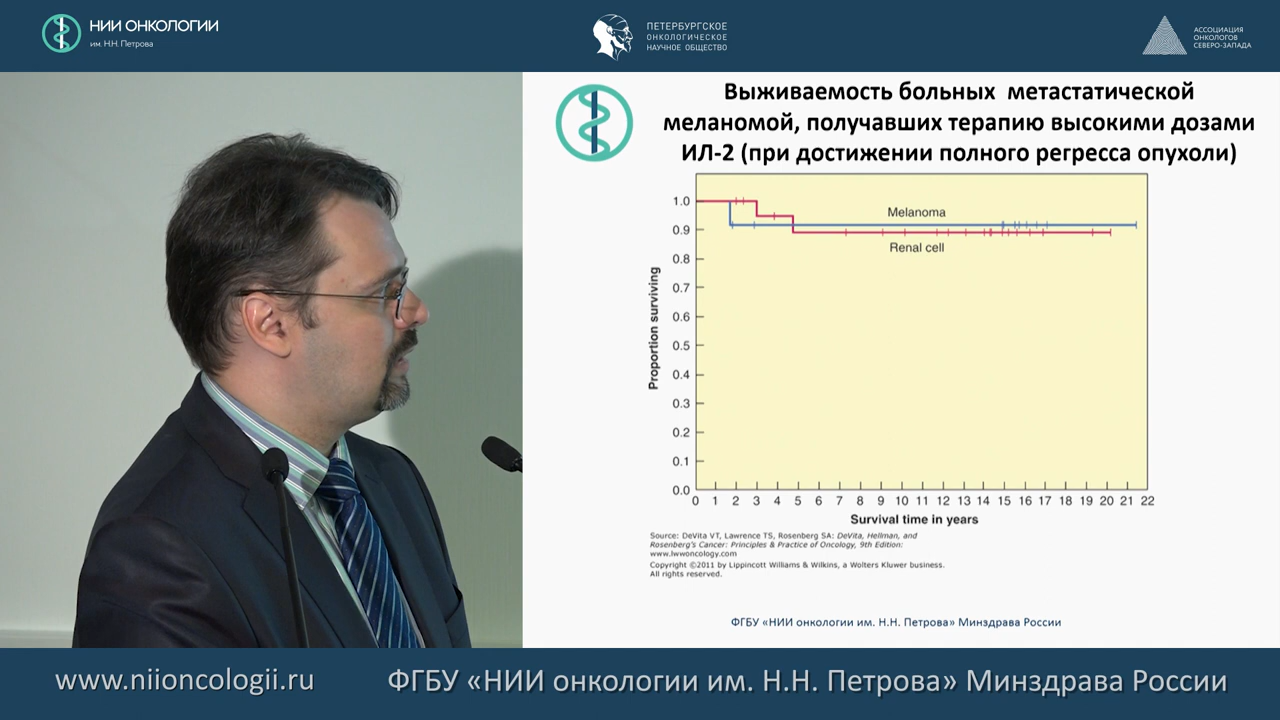 НИИ ОНКОЛОГИИ
им. Н.Н. Петрова
ПЕТЕРБУРГСКОЕ
ОНКОЛОГИЧЕСКОЕ
НАУЧНОЕ ОБЩЕСТВО
АССОЦИАЦИЯ
ОНКОЛОГОВ
СЕВЕРО-ЗАПАДА
Выживаемость больных метастатической
меланомой, получавших терапию высокими дозами
ИЛ-2 (при достижении полного регресса опухоли)
1.0
0.9
0.8
0.7
0.6
0.5
0.4
0.3
0.2
0.1
0.0
Proportion surviving
Melanoma
Renal cell
0 1 2 3 4 5 6 7 8 9 10 11 12 13 14 15 16 17 18 19 20 21 22
Survival time in years
Source: DeVita VT, Lawrence TS, Rosenberg SA: DeVita, Hellman, and
Rosenberg's Cancer: Principles & Practice of Oncology, 9th Edition:
www.lwwoncology.com
Copyright ©2011 by Lippincott Williams & Wilkins, a Wolters Kluwer business.
All rights reserved.
ФГБУ «НИИ онкологии им. Н.Н. Петрова» Минздрава России
www.niioncologii.ru
ФГБУ «НИИ онкологии им. Н.Н. Петрова» Минздрава России